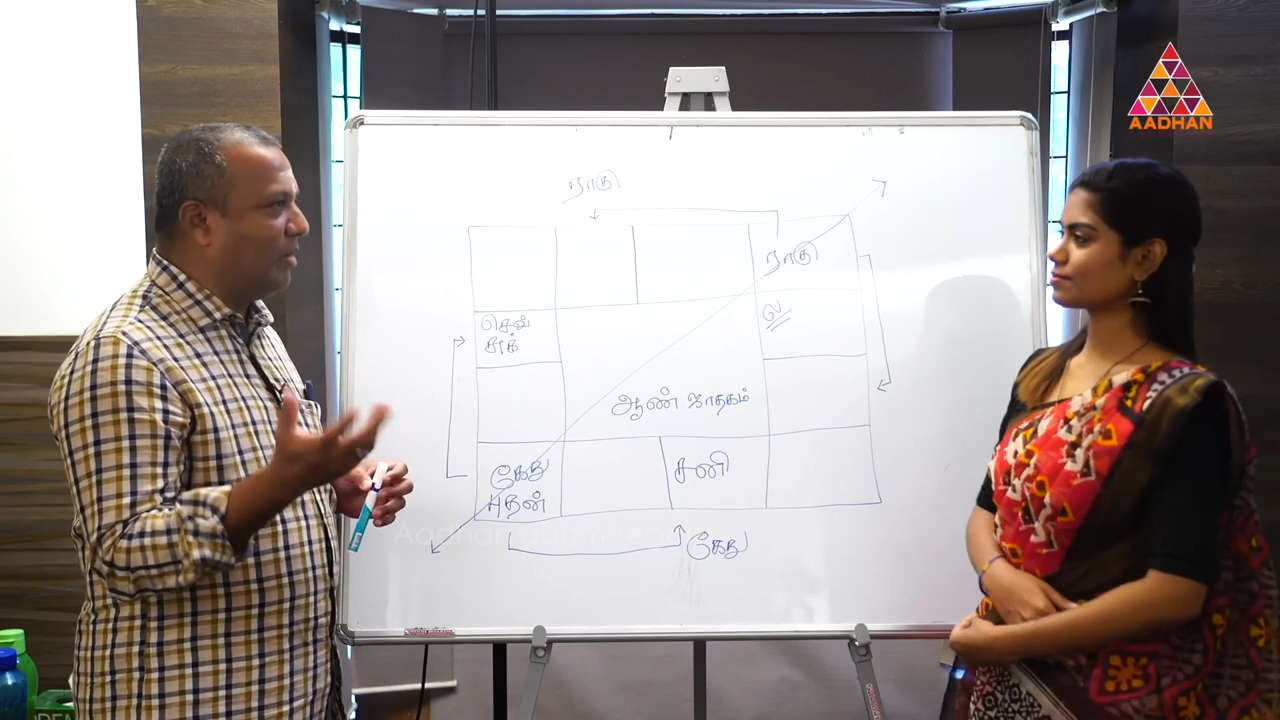 AADHAN
ராகு
ராகு
செவ்
சுக்
ல
ஆண் ஜாதகம்
கேது
புதன்
சனி
கேது